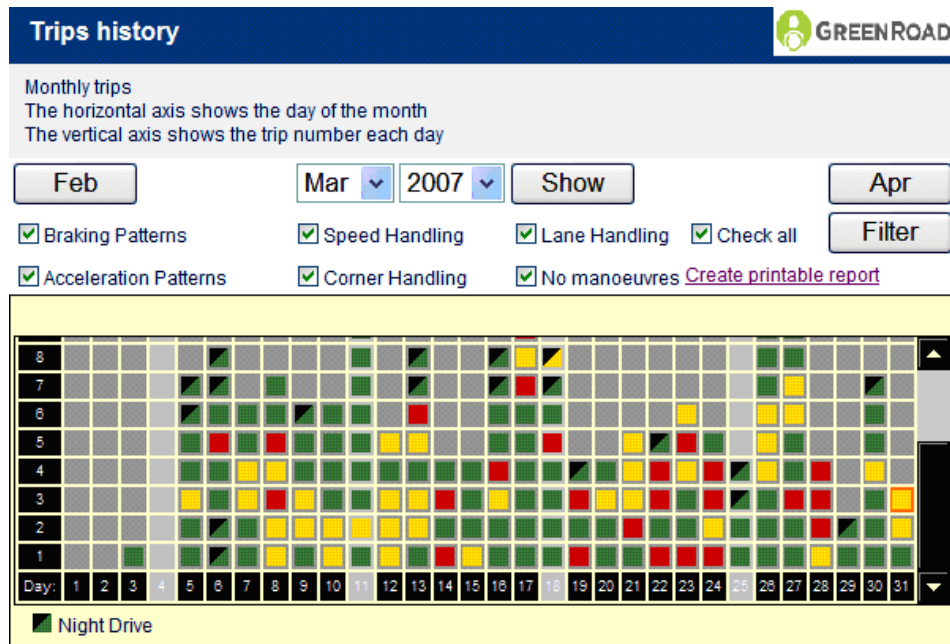 Trips history
GREENROAD
Monthly trips
The horizontal axis shows the day of the month
The vertical axis shows the trip number each day
Feb Mar 2007 Show Apr
Braking Patterns Speed Handling Lane Handling Check all Filter
Acceleration Patterns Corner Handling No manoeuvres Create printable report
8
7
6
5
4
3
2
1
Day: 1 2 3 4 5 6 7 8 9 10 11 12 13 14 15 16 17 18 19 20 21 22 23 24 25 26 27 28 29 30 31
Night Drive